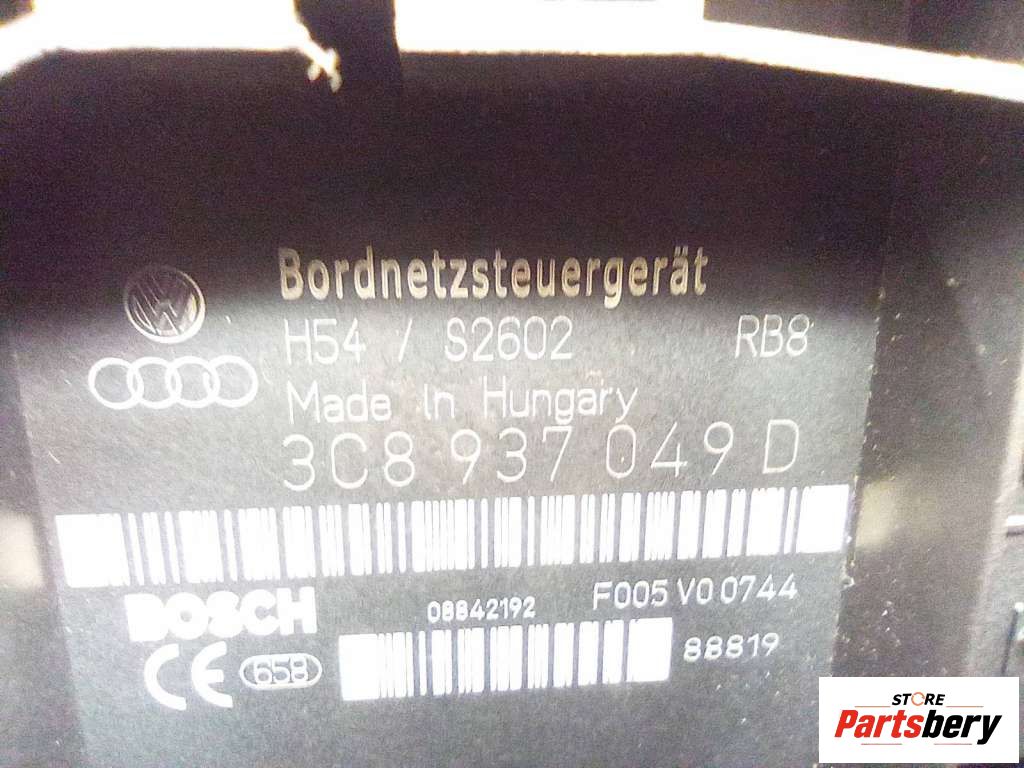 Bordnetzsteuergerät
H54 / S2602 RB8
Made In Hungary
3C8 937 049 D
BOSCH 08842192 F005 V0 0744
CE 658 88819
STORE
Partsbery